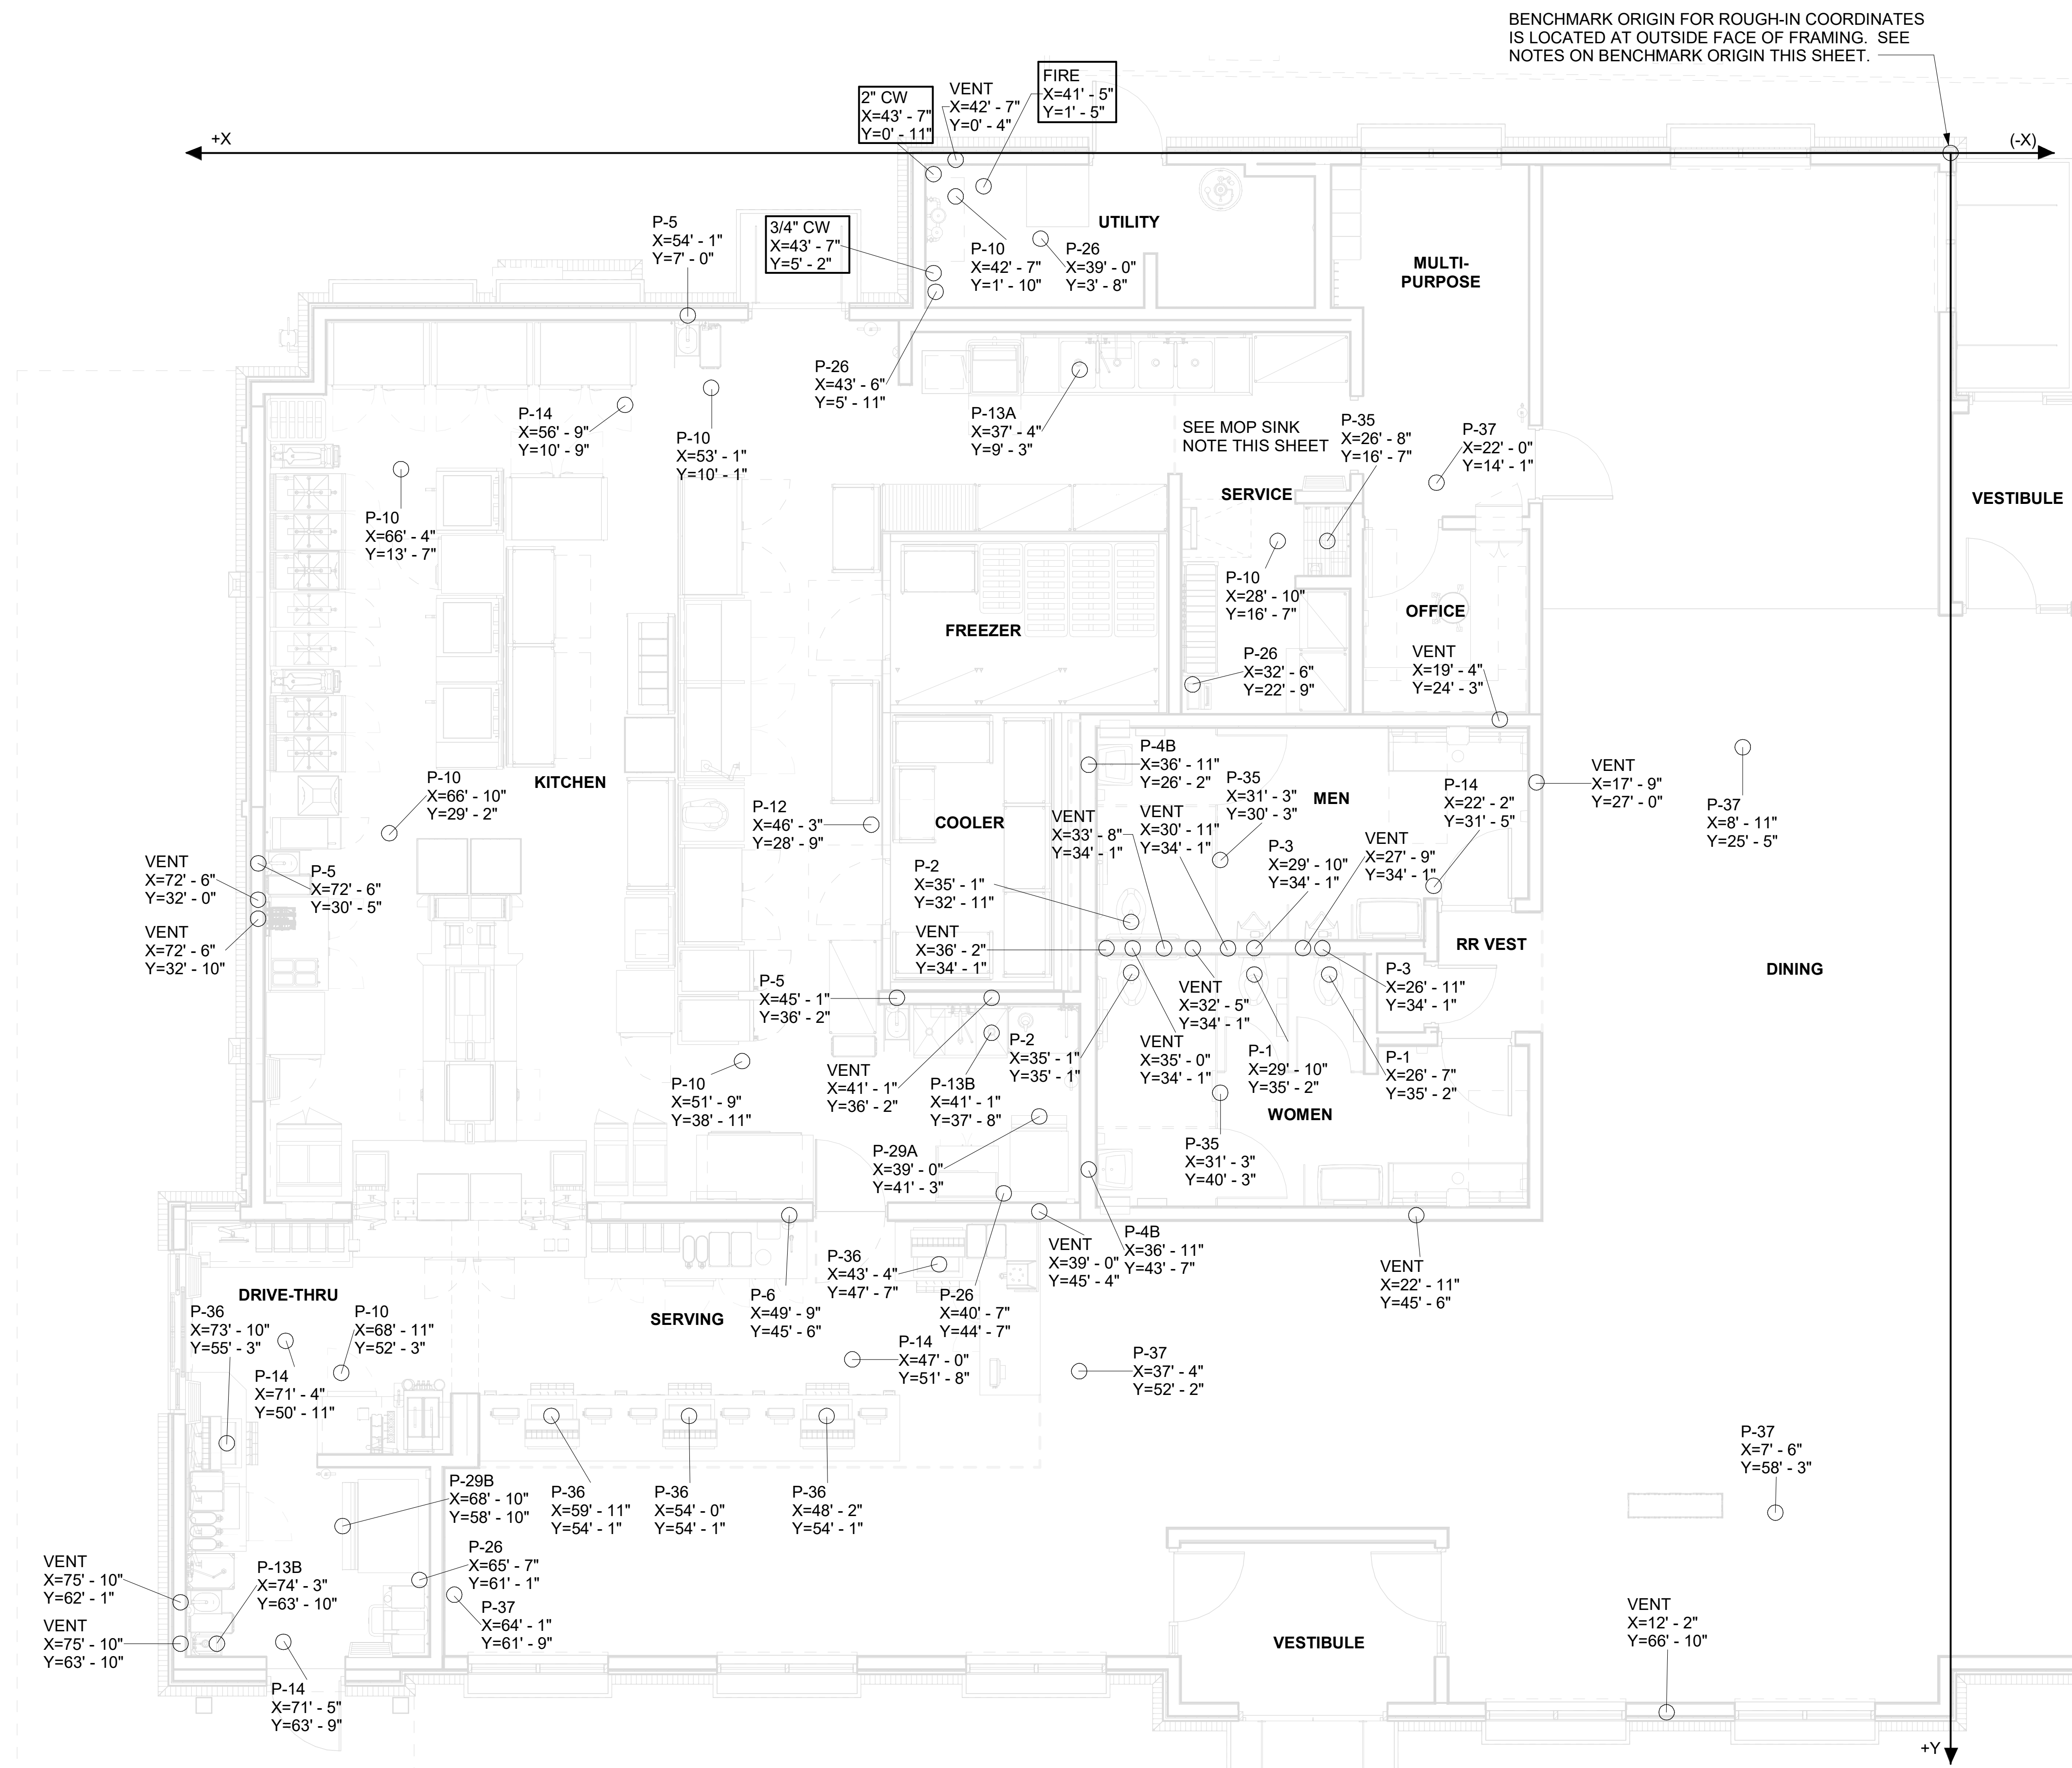 BENCHMARK ORIGIN FOR ROUGH-IN COORDINATES
IS LOCATED AT OUTSIDE FACE OF FRAMING.  SEE
NOTES ON BENCHMARK ORIGIN THIS SHEET.
+X
(-X)
2" CW
X=43' - 7"
Y=0' - 11"
VENT
X=42' - 7"
Y=0' - 4"
FIRE
X=41' - 5"
Y=1' - 5"
P-5
X=54' - 1"
Y=7' - 0"
3/4" CW
X=43' - 7"
Y=5' - 2"
UTILITY
P-10
X=42' - 7"
Y=1' - 10"
P-26
X=39' - 0"
Y=3' - 8"
MULTI-
PURPOSE
P-26
X=43' - 6"
Y=5' - 11"
P-14
X=56' - 9"
Y=10' - 9"
P-10
X=53' - 1"
Y=10' - 1"
P-13A
X=37' - 4"
Y=9' - 3"
SEE MOP SINK
NOTE THIS SHEET
P-35
X=26' - 8"
Y=16' - 7"
P-37
X=22' - 0"
Y=14' - 1"
SERVICE
VESTIBULE
P-10
X=66' - 4"
Y=13' - 7"
P-10
X=28' - 10"
Y=16' - 7"
OFFICE
FREEZER
P-26
X=32' - 6"
Y=22' - 9"
VENT
X=19' - 4"
Y=24' - 3"
P-10
X=66' - 10"
Y=29' - 2"
KITCHEN
P-12
X=46' - 3"
Y=28' - 9"
COOLER
P-4B
X=36' - 11"
Y=26' - 2"
P-35
X=31' - 3"
Y=30' - 3"
MEN
P-14
X=22' - 2"
Y=31' - 5"
VENT
X=17' - 9"
Y=27' - 0"
P-37
X=8' - 11"
Y=25' - 5"
VENT
X=33' - 8"
Y=34' - 1"
VENT
X=30' - 11"
Y=34' - 1"
P-3
X=29' - 10"
Y=34' - 1"
VENT
X=27' - 9"
Y=34' - 1"
VENT
X=72' - 6"
Y=32' - 0"
P-5
X=72' - 6"
Y=30' - 5"
P-2
X=35' - 1"
Y=32' - 11"
VENT
X=72' - 6"
Y=32' - 10"
VENT
X=36' - 2"
Y=34' - 1"
RR VEST
DINING
P-5
X=45' - 1"
Y=36' - 2"
VENT
X=32' - 5"
Y=34' - 1"
P-3
X=26' - 11"
Y=34' - 1"
P-2
X=35' - 1"
Y=35' - 1"
VENT
X=35' - 0"
Y=34' - 1"
P-1
X=29' - 10"
Y=35' - 2"
P-1
X=26' - 7"
Y=35' - 2"
P-10
X=51' - 9"
Y=38' - 11"
VENT
X=41' - 1"
Y=36' - 2"
P-13B
X=41' - 1"
Y=37' - 8"
WOMEN
P-29A
X=39' - 0"
Y=41' - 3"
P-35
X=31' - 3"
Y=40' - 3"
P-36
X=43' - 4"
Y=47' - 7"
VENT
X=39' - 0"
Y=45' - 4"
P-4B
X=36' - 11"
Y=43' - 7"
VENT
X=22' - 11"
Y=45' - 6"
DRIVE-THRU
P-36
X=73' - 10"
Y=55' - 3"
P-10
X=68' - 11"
Y=52' - 3"
SERVING
P-6
X=49' - 9"
Y=45' - 6"
P-26
X=40' - 7"
Y=44' - 7"
P-14
X=71' - 4"
Y=50' - 11"
P-14
X=47' - 0"
Y=51' - 8"
P-37
X=37' - 4"
Y=52' - 2"
P-37
X=7' - 6"
Y=58' - 3"
P-29B
X=68' - 10"
Y=58' - 10"
P-36
X=59' - 11"
Y=54' - 1"
P-36
X=54' - 0"
Y=54' - 1"
P-36
X=48' - 2"
Y=54' - 1"
VENT
X=75' - 10"
Y=62' - 1"
P-13B
X=74' - 3"
Y=63' - 10"
P-26
X=65' - 7"
Y=61' - 1"
P-37
X=64' - 1"
Y=61' - 9"
VENT
X=75' - 10"
Y=63' - 10"
VESTIBULE
VENT
X=12' - 2"
Y=66' - 10"
P-14
X=71' - 5"
Y=63' - 9"
+Y